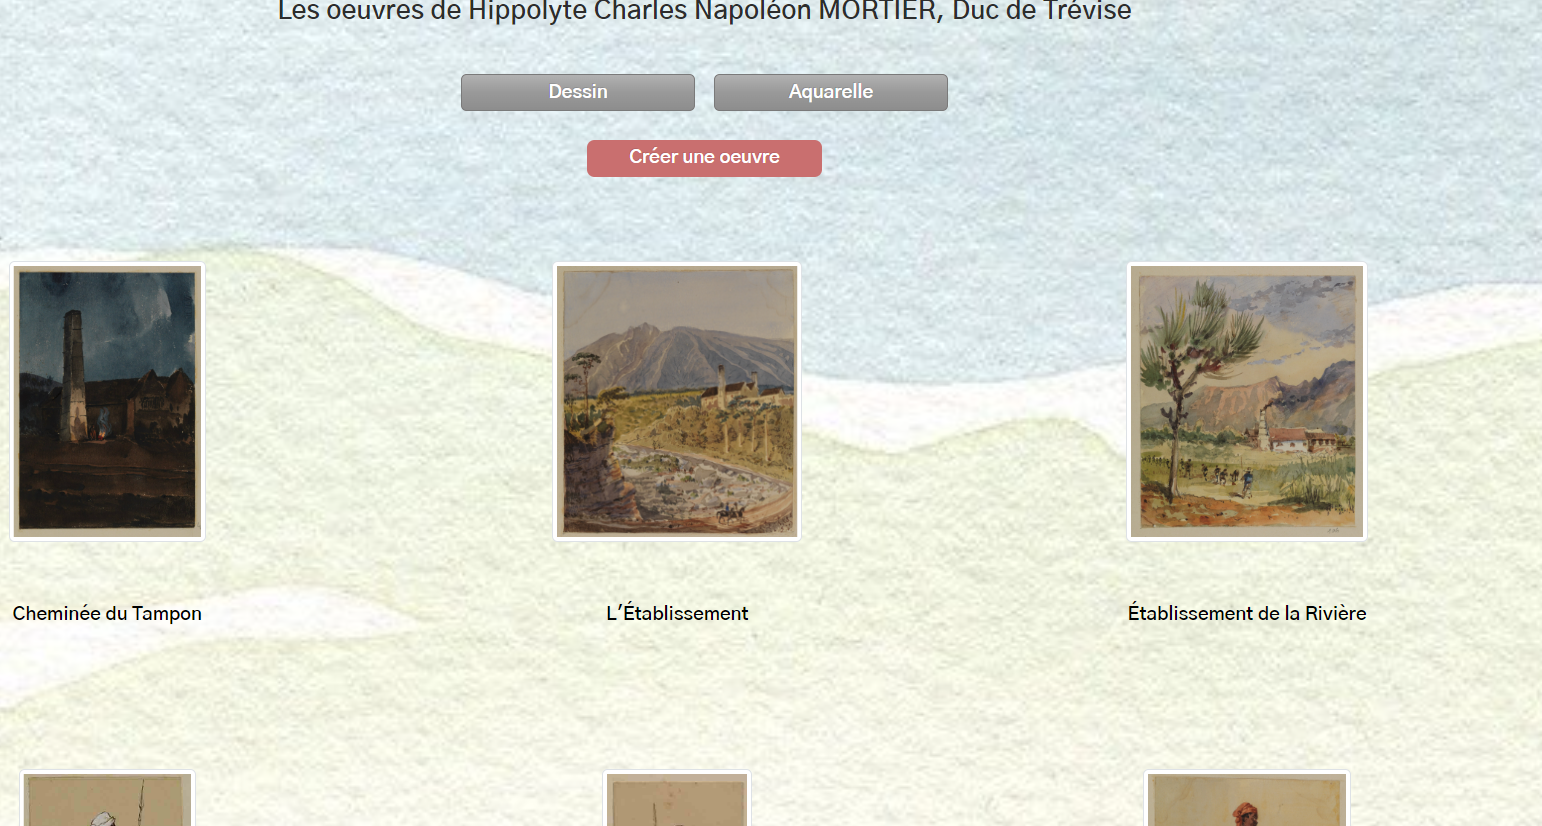 Les oeuvres de Hippolyte Charles Napoléon MORTIER, Duc de Trévise
Dessin
Aquarelle
Créer une oeuvre
Cheminée du Tampon
L'Établissement
Établissement de la Rivière